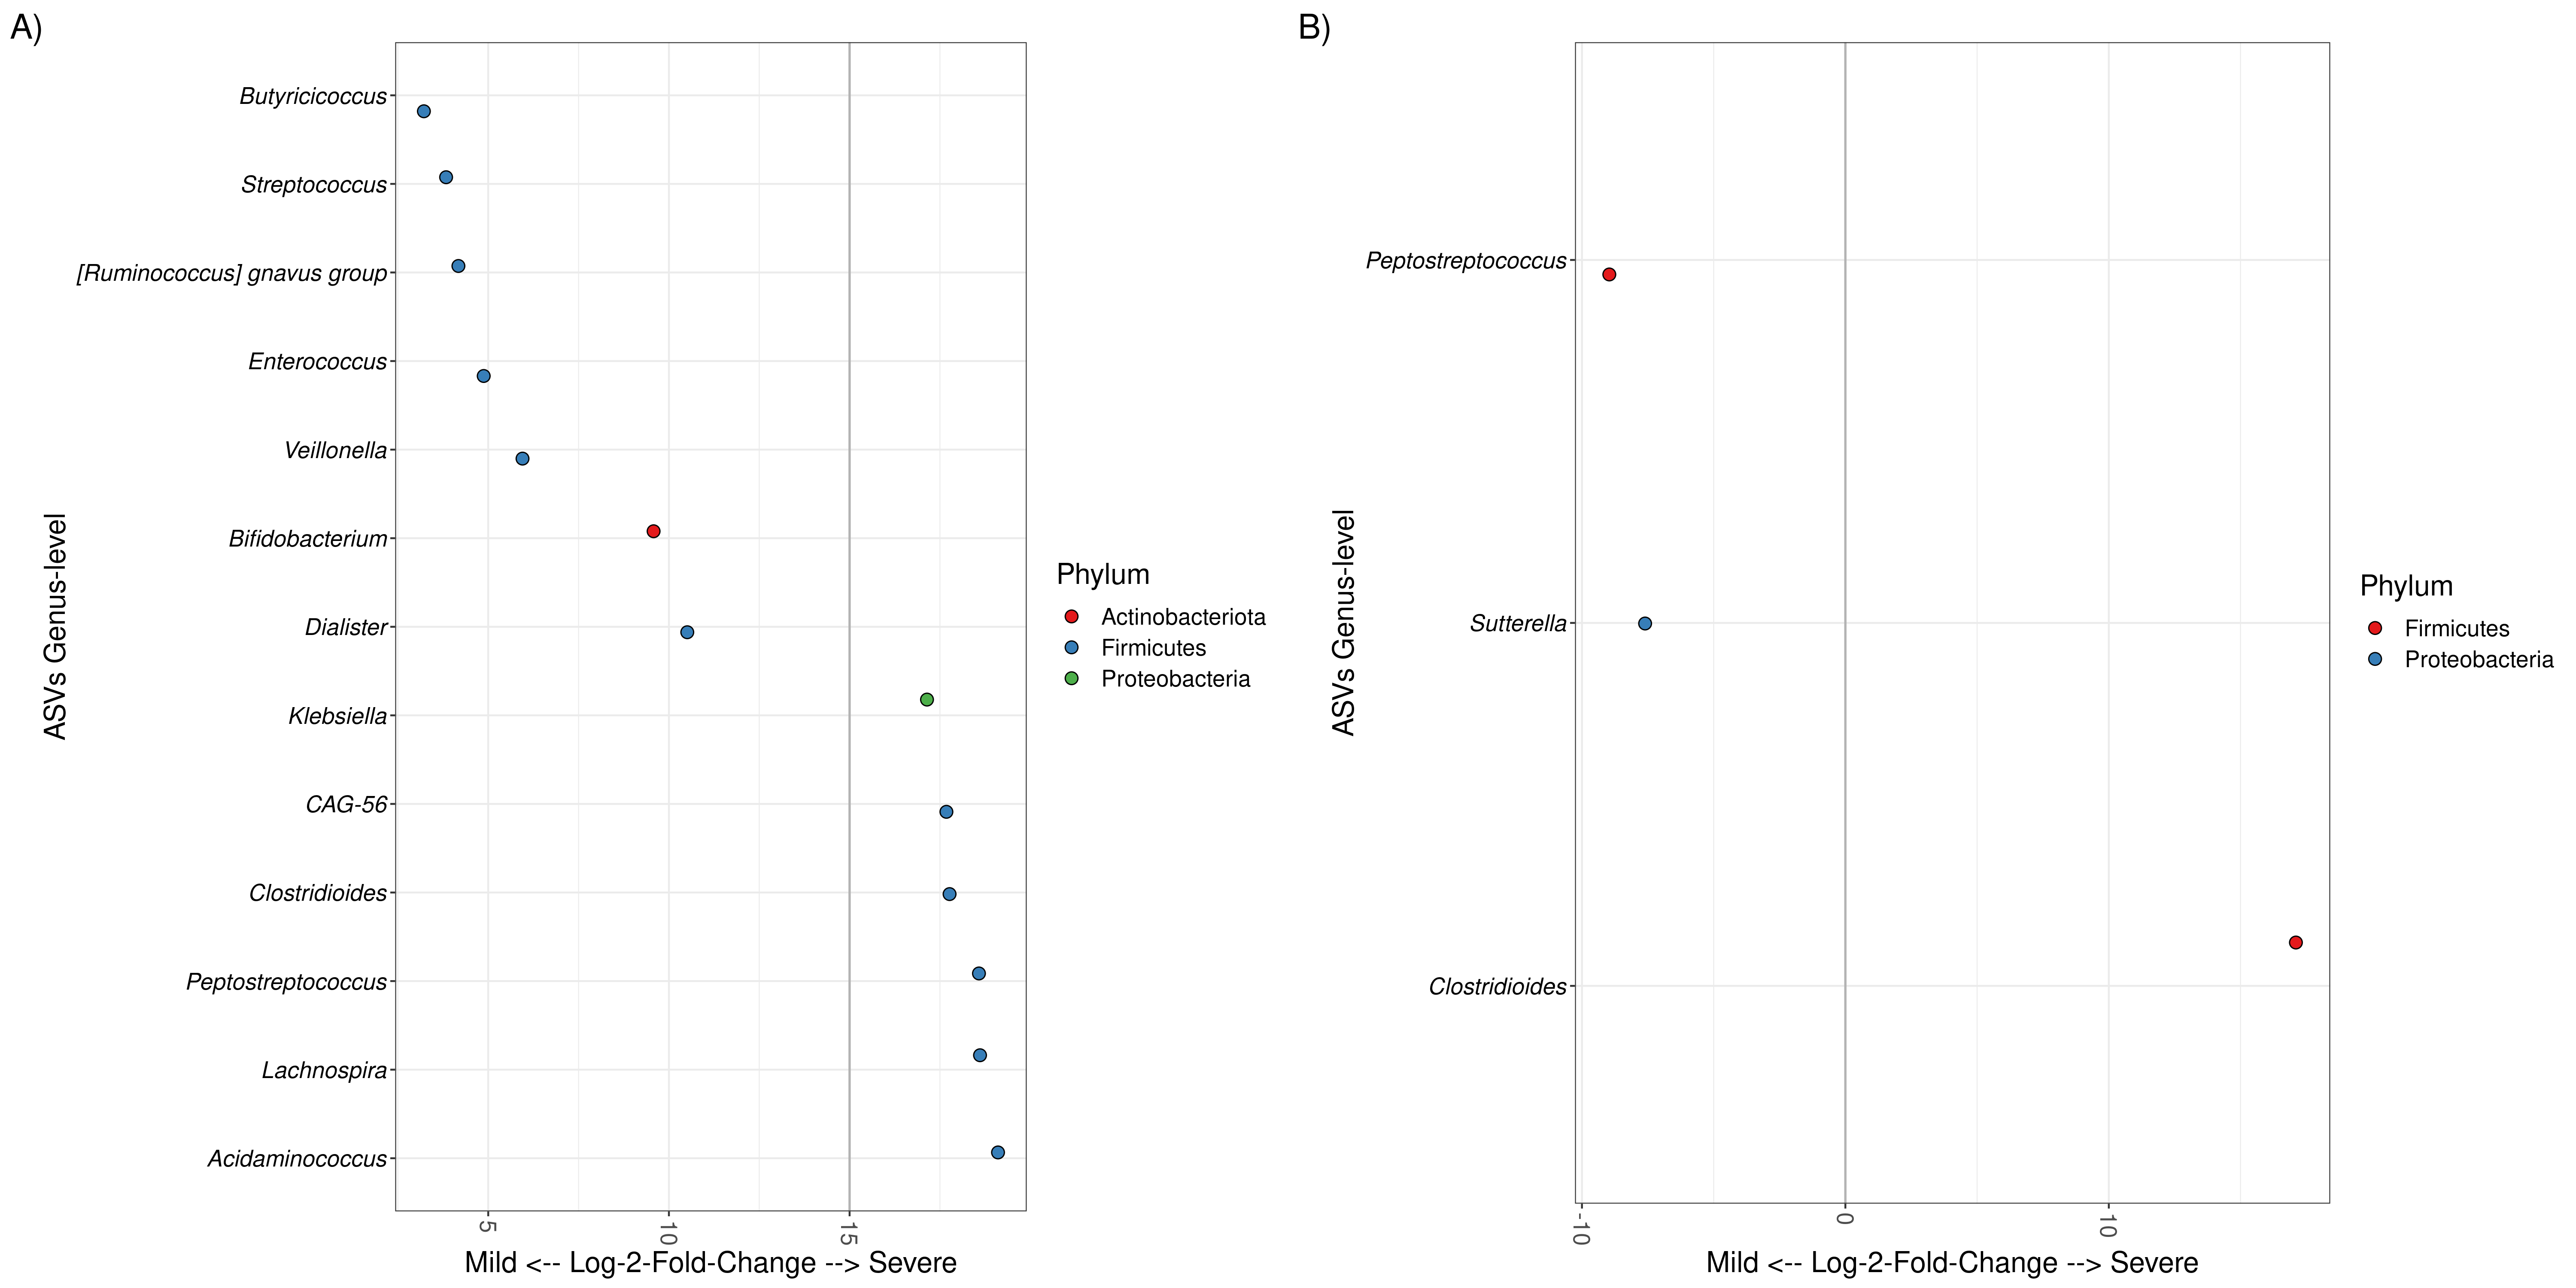 A)
Butyricicoccus
Streptococcus
[Ruminococcus] gnavus group
Enterococcus
Veillonella
Bifidobacterium
Dialister
Klebsiella
CAG-56
Clostridioides
Peptostreptococcus
Lachnospira
Acidaminococcus
ASVs Genus-level
5
10
15
Mild <-- Log-2-Fold-Change --> Severe
Phylum
Actinobacteriota
Firmicutes
Proteobacteria
B)
Peptostreptococcus
Sutterella
Clostridioides
ASVs Genus-level
-10
0
10
Mild <-- Log-2-Fold-Change --> Severe
Phylum
Firmicutes
Proteobacteria